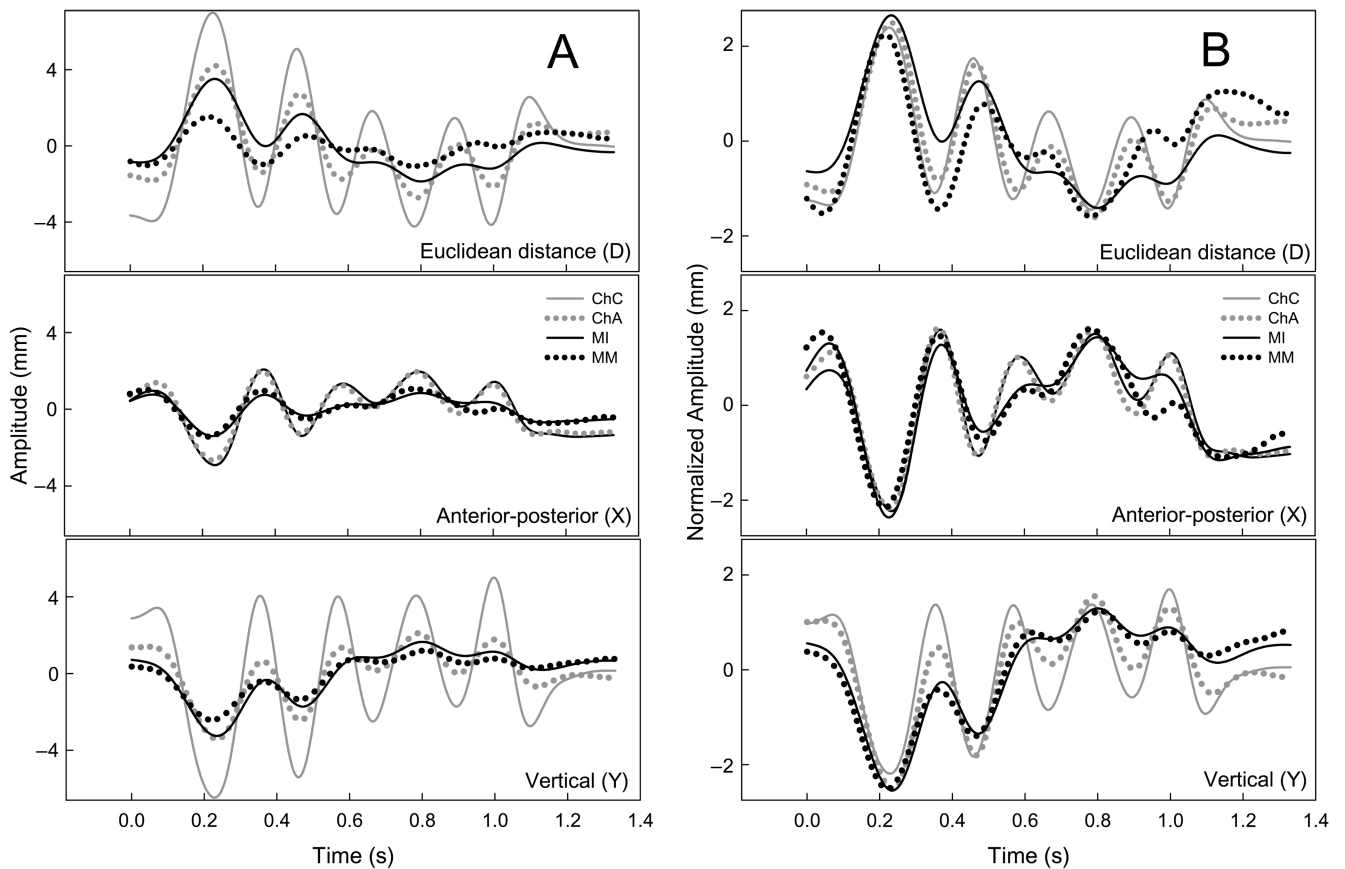 A
4
0
−4
Euclidean distance (D)
B
2
0
−2
Euclidean distance (D)
Amplitude (mm)
4
0
−4
ChC
ChA
MI
MM
Anterior-posterior (X)
Normalized Amplitude (mm)
2
0
−2
ChC
ChA
MI
MM
Anterior-posterior (X)
4
0
−4
Vertical (Y)
0.0 0.2 0.4 0.6 0.8 1.0 1.2 1.4
Time (s)
2
0
−2
Vertical (Y)
0.0 0.2 0.4 0.6 0.8 1.0 1.2 1.4
Time (s)